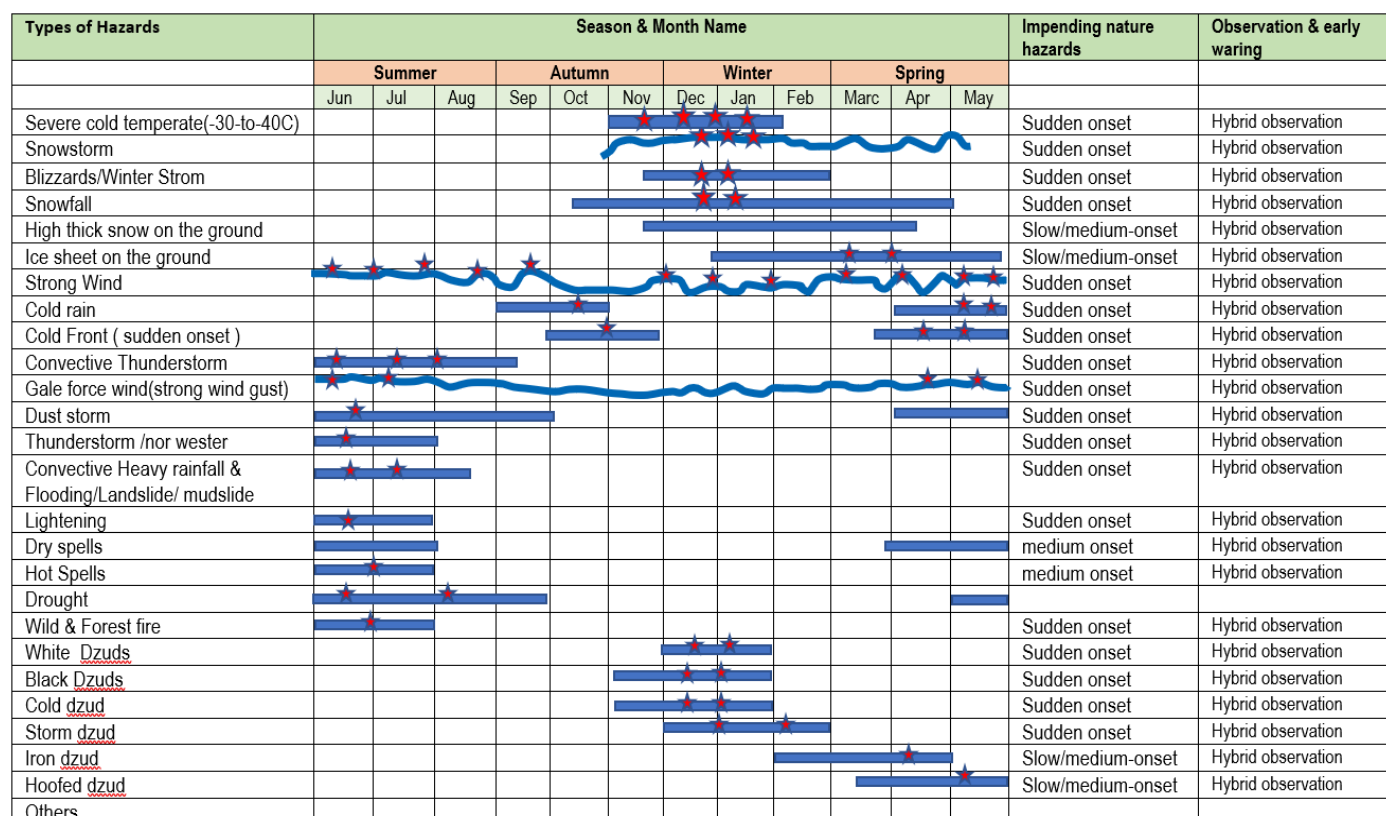 Types of Hazards Season & Month Name Impending nature Observation & early
hazards waring
Summer Autumn Winter Spring
Jun Jul Aug Sep Oct Nov Dec Jan Feb Marc Apr May
Severe cold temperate(-30-to-40C) Sudden onset Hybrid observation
Snowstorm Sudden onset Hybrid observation
Blizzards/Winter Strom Sudden onset Hybrid observation
Snowfall Sudden onset Hybrid observation
High thick snow on the ground Slow/medium-onset Hybrid observation
Ice sheet on the ground Slow/medium-onset Hybrid observation
Strong Wind Sudden onset Hybrid observation
Cold rain Sudden onset Hybrid observation
Cold Front ( sudden onset ) Sudden onset Hybrid observation
Convective Thunderstorm Sudden onset Hybrid observation
Gale force wind(strong wind gust) Sudden onset Hybrid observation
Dust storm Sudden onset Hybrid observation
Thunderstorm /nor wester Sudden onset Hybrid observation
Convective Heavy rainfall & Sudden onset Hybrid observation
Flooding/Landslide/ mudslide
Lightening Sudden onset Hybrid observation
Dry spells medium onset Hybrid observation
Hot Spells medium onset Hybrid observation
Drought
Wild & Forest fire Sudden onset Hybrid observation
White Dzuds Sudden onset Hybrid observation
Black Dzuds Sudden onset Hybrid observation
Cold dzud Sudden onset Hybrid observation
Storm dzud Sudden onset Hybrid observation
Iron dzud Slow/medium-onset Hybrid observation
Hoofed dzud Slow/medium-onset Hybrid observation
Others